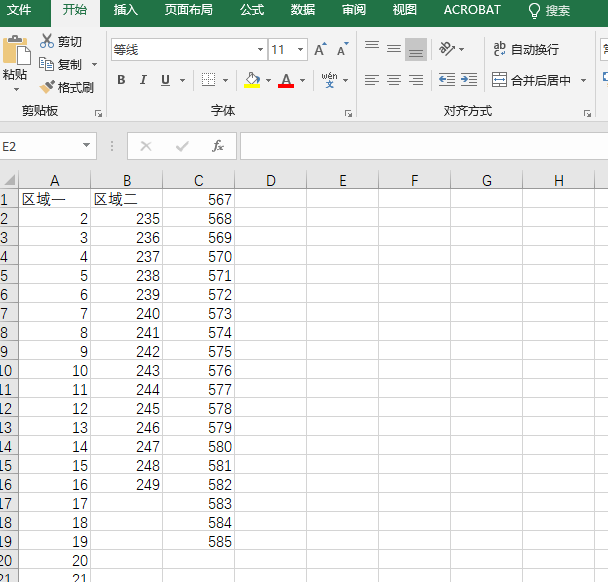 文件 开始 插入 页面布局 公式 数据 审阅 视图 ACROBAT 搜索
剪切
复制
格式刷
粘贴
剪贴板
等线 11 A A
B I U A wén 文
字体
ab 自动换行
合并后居中
对齐方式
E2 fx
A B C D E F G H
1 区域一 区域二 567
2 2 235 568
3 3 236 569
4 4 237 570
5 5 238 571
6 6 239 572
7 7 240 573
8 8 241 574
9 9 242 575
10 10 243 576
11 11 244 577
12 12 245 578
13 13 246 579
14 14 247 580
15 15 248 581
16 16 249 582
17 17 583
18 18 584
19 19 585
20 20
21 21